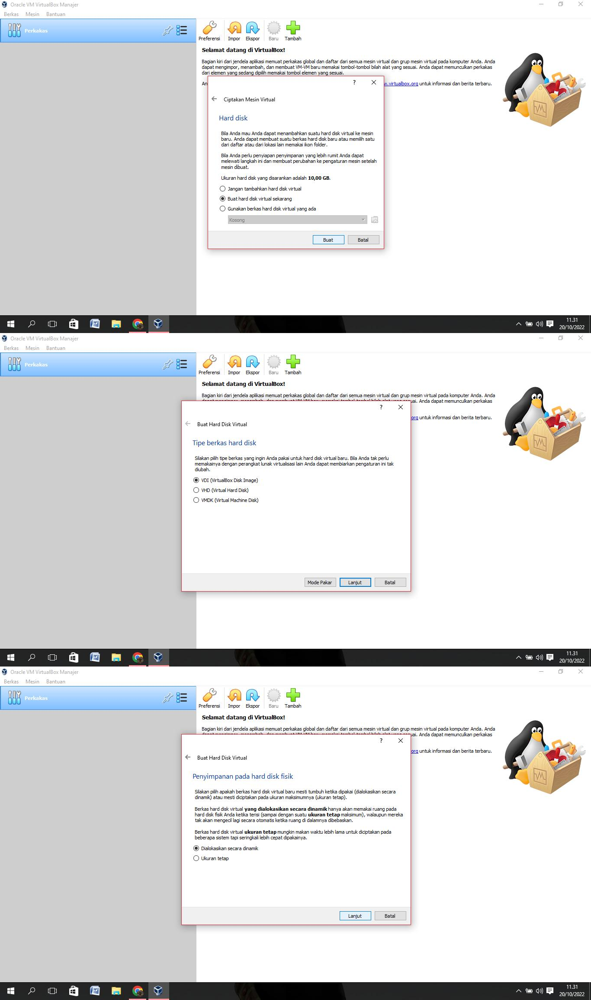 Oracle VM VirtualBox Manajer
Berkas Mesin Bantuan
Perkakas
Preferensi Impor Ekspor Baru Tambah
Selamat datang di VirtualBox!
Bagian kiri dari jendela aplikasi memuat perkakas global dan daftar dari semua mesin virtual dan grup mesin virtual pada komputer Anda. Anda
dapat mengimpor, menambah, dan membuat VM-VM baru memakai tombol-tombol bilah alat yang sesuai. Anda dapat memunculkan perkakas
dari elemen yang sedang dipilih memakai tombol elemen yang sesuai.
An w.virtualbox.org untuk informasi dan berita terbaru.
?
Ciptakan Mesin Virtual
Hard disk
Bila Anda mau Anda dapat menambahkan suatu hard disk virtual ke mesin
baru. Anda dapat membuat suatu berkas hard disk baru atau memilih satu
dari daftar atau dari lokasi lain memakai ikon folder.
Bila Anda perlu penyiapan penyimpanan yang lebih rumit Anda dapat
melewati langkah ini dan membuat perubahan ke pengaturan mesin setelah
mesin dibuat.
Ukuran hard disk yang disarankan adalah 10,00 GB.
Jangan tambahkan hard disk virtual
Buat hard disk virtual sekarang
Gunakan berkas hard disk virtual yang ada
Kosong
Buat Batal
11.31
20/10/2022
Oracle VM VirtualBox Manajer
Berkas Mesin Bantuan
Perkakas
Preferensi Impor Ekspor Baru Tambah
Selamat datang di VirtualBox!
Bagian kiri dari jendela aplikasi memuat perkakas global dan daftar dari semua mesin virtual dan grup mesin virtual pada komputer Anda. Anda
uai. Anda dapat memunculkan perkakas
org untuk informasi dan berita terbaru.
?
Buat Hard Disk Virtual
Tipe berkas hard disk
Silakan pilih tipe berkas yang ingin Anda pakai untuk hard disk virtual baru. Bila Anda tak perlu
memakainya dengan perangkat lunak virtualisasi lain Anda dapat membiarkan pengaturan ini tak
diubah.
VDI (VirtualBox Disk Image)
VHD (Virtual Hard Disk)
VMDK (Virtual Machine Disk)
Mode Pakar Lanjut Batal
11.31
20/10/2022
Oracle VM VirtualBox Manajer
Berkas Mesin Bantuan
Perkakas
Preferensi Impor Ekspor Baru Tambah
Selamat datang di VirtualBox!
Bagian kiri dari jendela aplikasi memuat perkakas global dan daftar dari semua mesin virtual dan grup mesin virtual pada komputer Anda. Anda
uai. Anda dapat memunculkan perkakas
org untuk informasi dan berita terbaru.
?
Buat Hard Disk Virtual
Penyimpanan pada hard disk fisik
Silakan pilih apakah berkas hard disk virtual baru mesti tumbuh ketika dipakai (dialokasikan secara
dinamik) atau mesti diciptakan pada ukuran maksimumnya (ukuran tetap).
Berkas hard disk virtual yang dialokasikan secara dinamik hanya akan memakai ruang pada
hard disk fisik Anda ketika terisi (sampai dengan suatu ukuran tetap maksimum), walaupun mereka
tak akan mengecil lagi secara otomatis ketika ruang di dalamnya dibebaskan.
Berkas hard disk virtual ukuran tetap mungkin makan waktu lebih lama untuk diciptakan pada
beberapa sistem tapi seringkali lebih cepat dipakainya.
Dialokasikan secara dinamik
Ukuran tetap
Lanjut Batal
11.31
20/10/2022